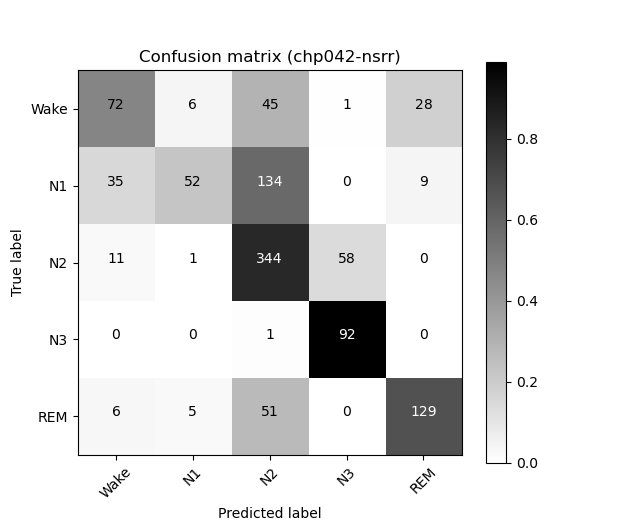 Confusion matrix (chp042-nsrr)
Wake 72 6 45 1 28
N1 35 52 134 0 9
N2 11 1 344 58 0
N3 0 0 1 92 0
REM 6 5 51 0 129
Wake N1 N2 N3 REM
Predicted label
True label
0.8
0.6
0.4
0.2
0.0